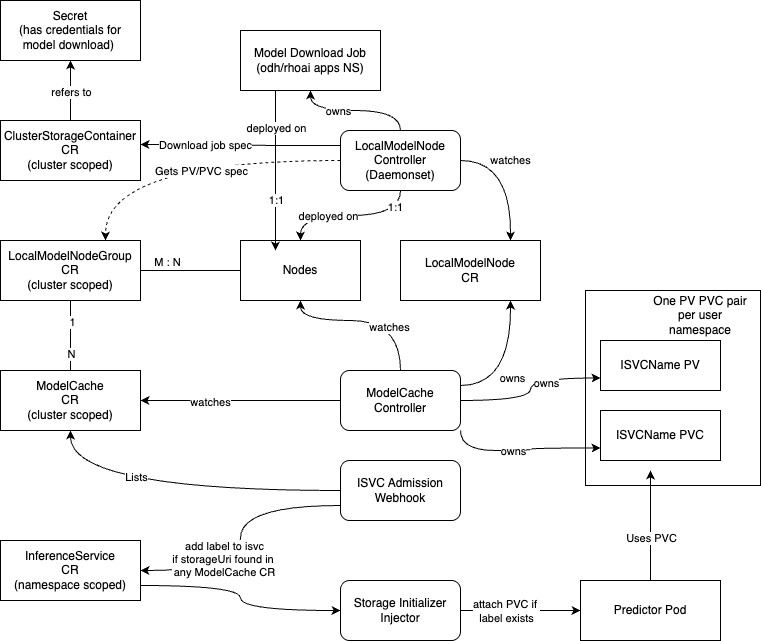 Secret
(has credentials for
model download)
Model Download Job
(odh/rhoai apps NS)
refers to
owns
deployed on
ClusterStorageContainer
CR
(cluster scoped)
Download job spec
LocalModelNode
Controller
(Daemonset)
watches
Gets PV/PVC spec
1:1
1:1
deployed on
LocalModelNodeGroup
CR
(cluster scoped)
M : N
Nodes
LocalModelNode
CR
One PV PVC pair
per user
namespace
1
watches
N
ISVCName PV
ModelCache
CR
(cluster scoped)
watches
ModelCache
Controller
owns
owns
ISVCName PVC
owns
Lists
ISVC Admission
Webhook
add label to isvc
if storageUri found in
any ModelCache CR
Uses PVC
InferenceService
CR
(namespace scoped)
Storage Initializer
Injector
attach PVC if
label exists
Predictor Pod